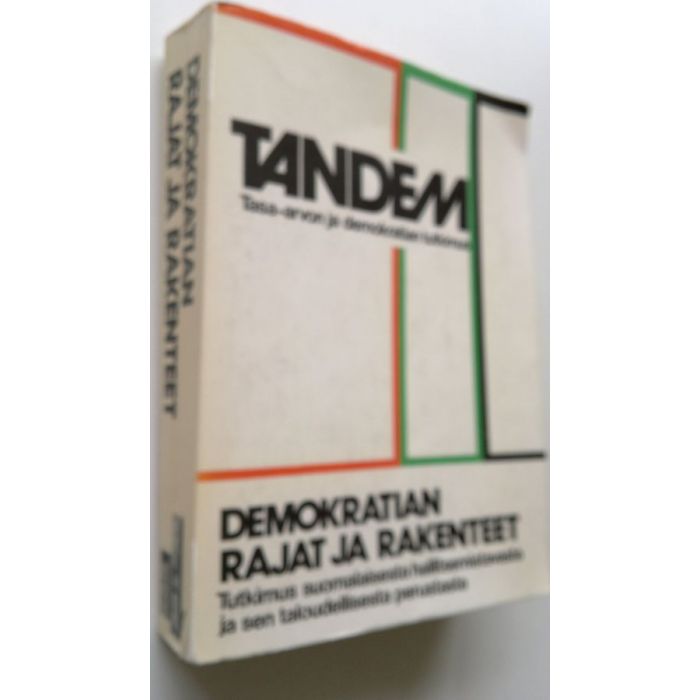 DEMOKRATIAN
RAJAT JA RAKENTEET
TANDEM
Tasa-arvon ja demokratian tutkimus
DEMOKRATIAN
RAJAT JA RAKENTEET
Tutkimus suomalaisesta hallitsemistavasta
ja sen taloudellisesta perustasta